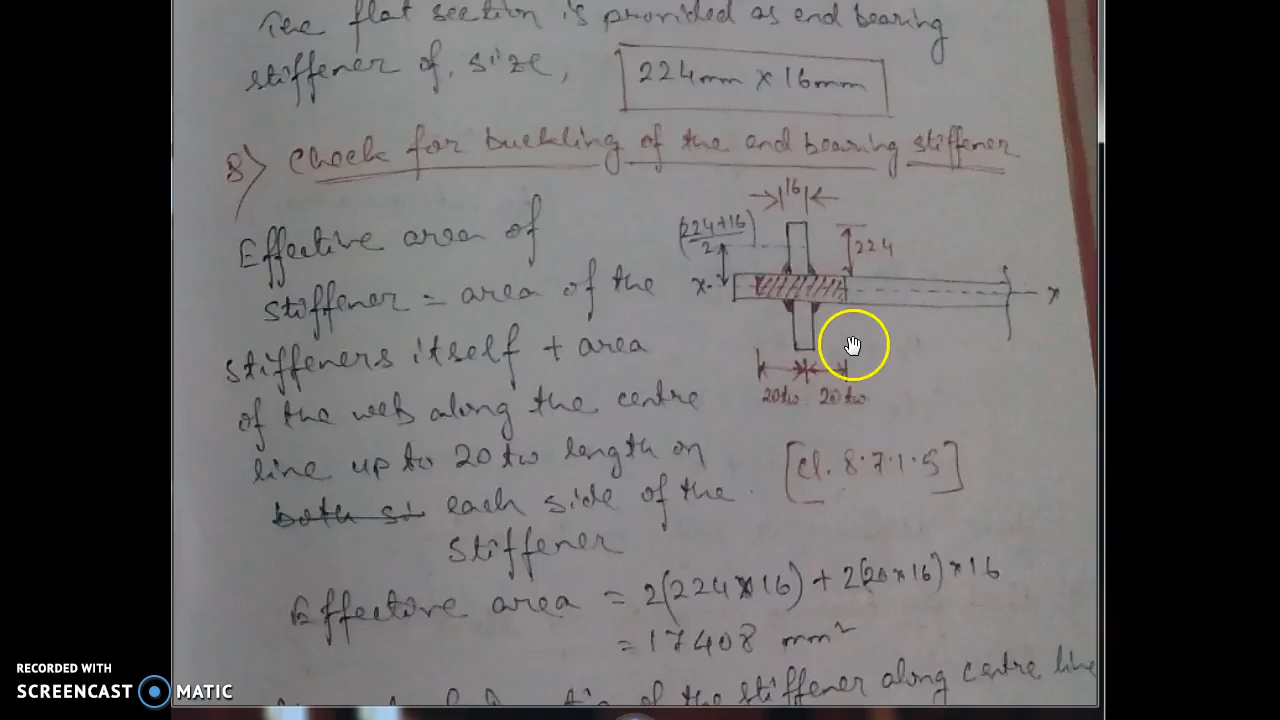 The flat section is provided as end bearing
stiffener of, size,
224mm x 16mm
8) Check for buckling of the end bearing stiffener
Effective area of
stiffener = area of the
stiffeners itself + area
of the web along the centre
line up to 20 tw length on
both si each side of the
stiffener
16
(224+16)
2
224
x
x
20tw 20tw
[cl. 8.7.1.5]
Effective area = 2(224x16) + 2(20x16) x 16
= 17408 mm²
of the stiffener along centre line
RECORDED WITH
SCREENCAST MATIC